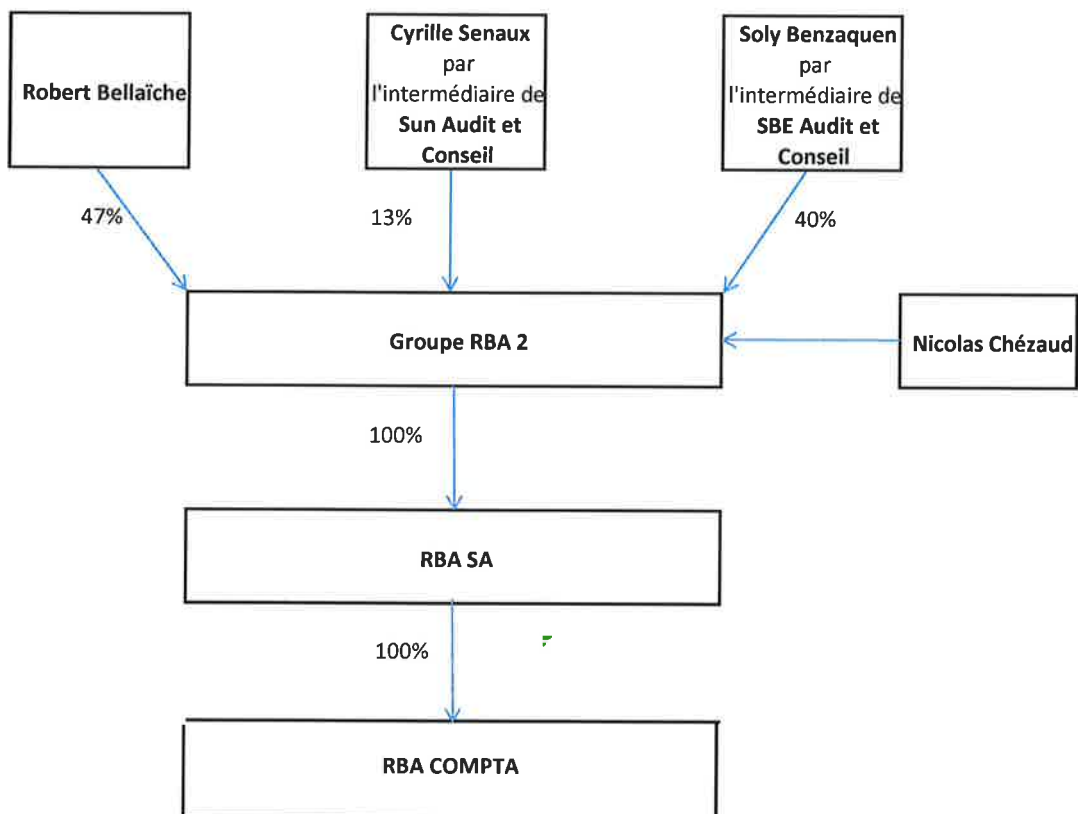 Robert Bellaïche
Cyrille Senaux
par
l'intermédiaire de
Sun Audit et
Conseil
Soly Benzaquen
par
l'intermédiaire de
SBE Audit et
Conseil
47%
13%
40%
Groupe RBA 2
Nicolas Chézaud
100%
RBA SA
100%
RBA COMPTA